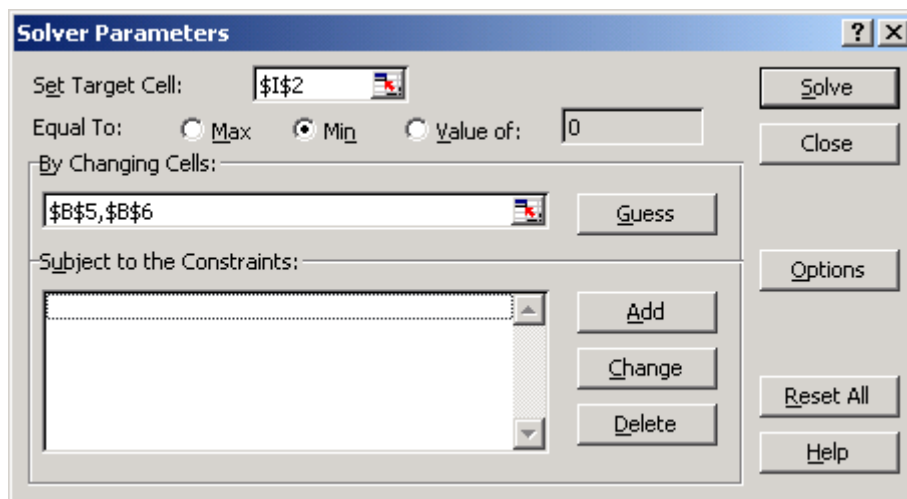 Solver Parameters
Set Target Cell: $I$2
Solve
Equal To: Max Min Value of: 0
Close
By Changing Cells:
$B$5,$B$6
Guess
Subject to the Constraints:
Options
Add
Change
Reset All
Delete
Help